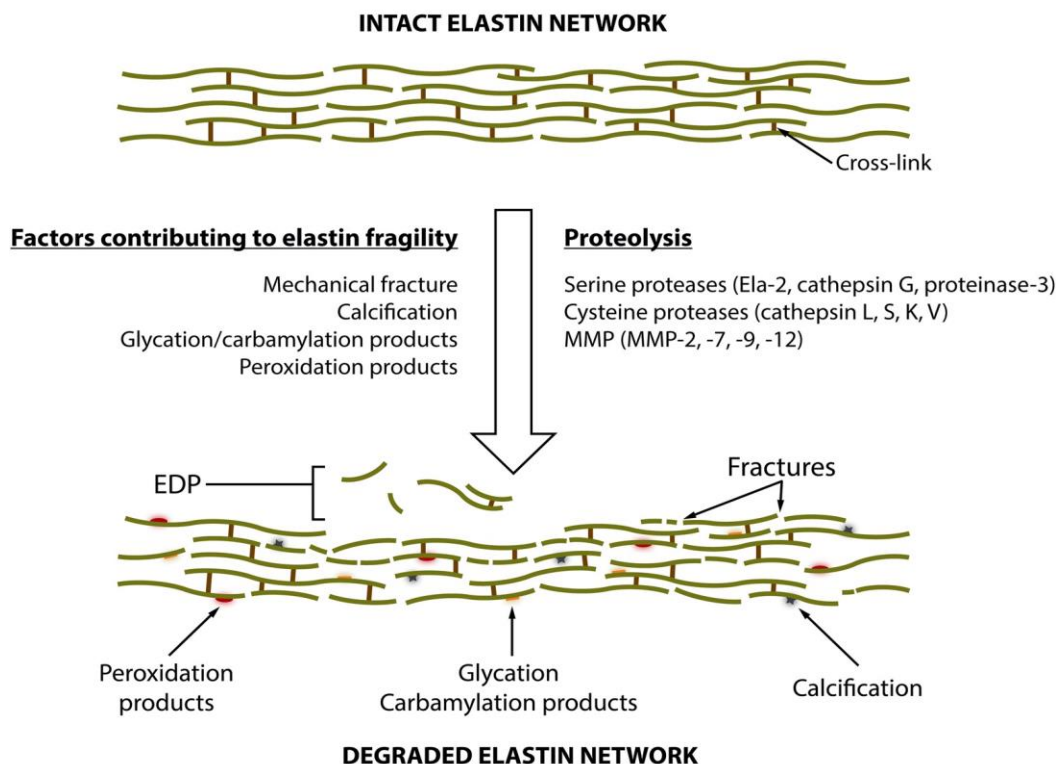 INTACT ELASTIN NETWORK
Cross-link
Factors contributing to elastin fragility
Mechanical fracture
Calcification
Glycation/carbamylation products
Peroxidation products
Proteolysis
Serine proteases (Ela-2, cathepsin G, proteinase-3)
Cysteine proteases (cathepsin L, S, K, V)
MMP (MMP-2, -7, -9, -12)
EDP
Fractures
Peroxidation
products
Glycation
Carbamylation products
Calcification
DEGRADED ELASTIN NETWORK